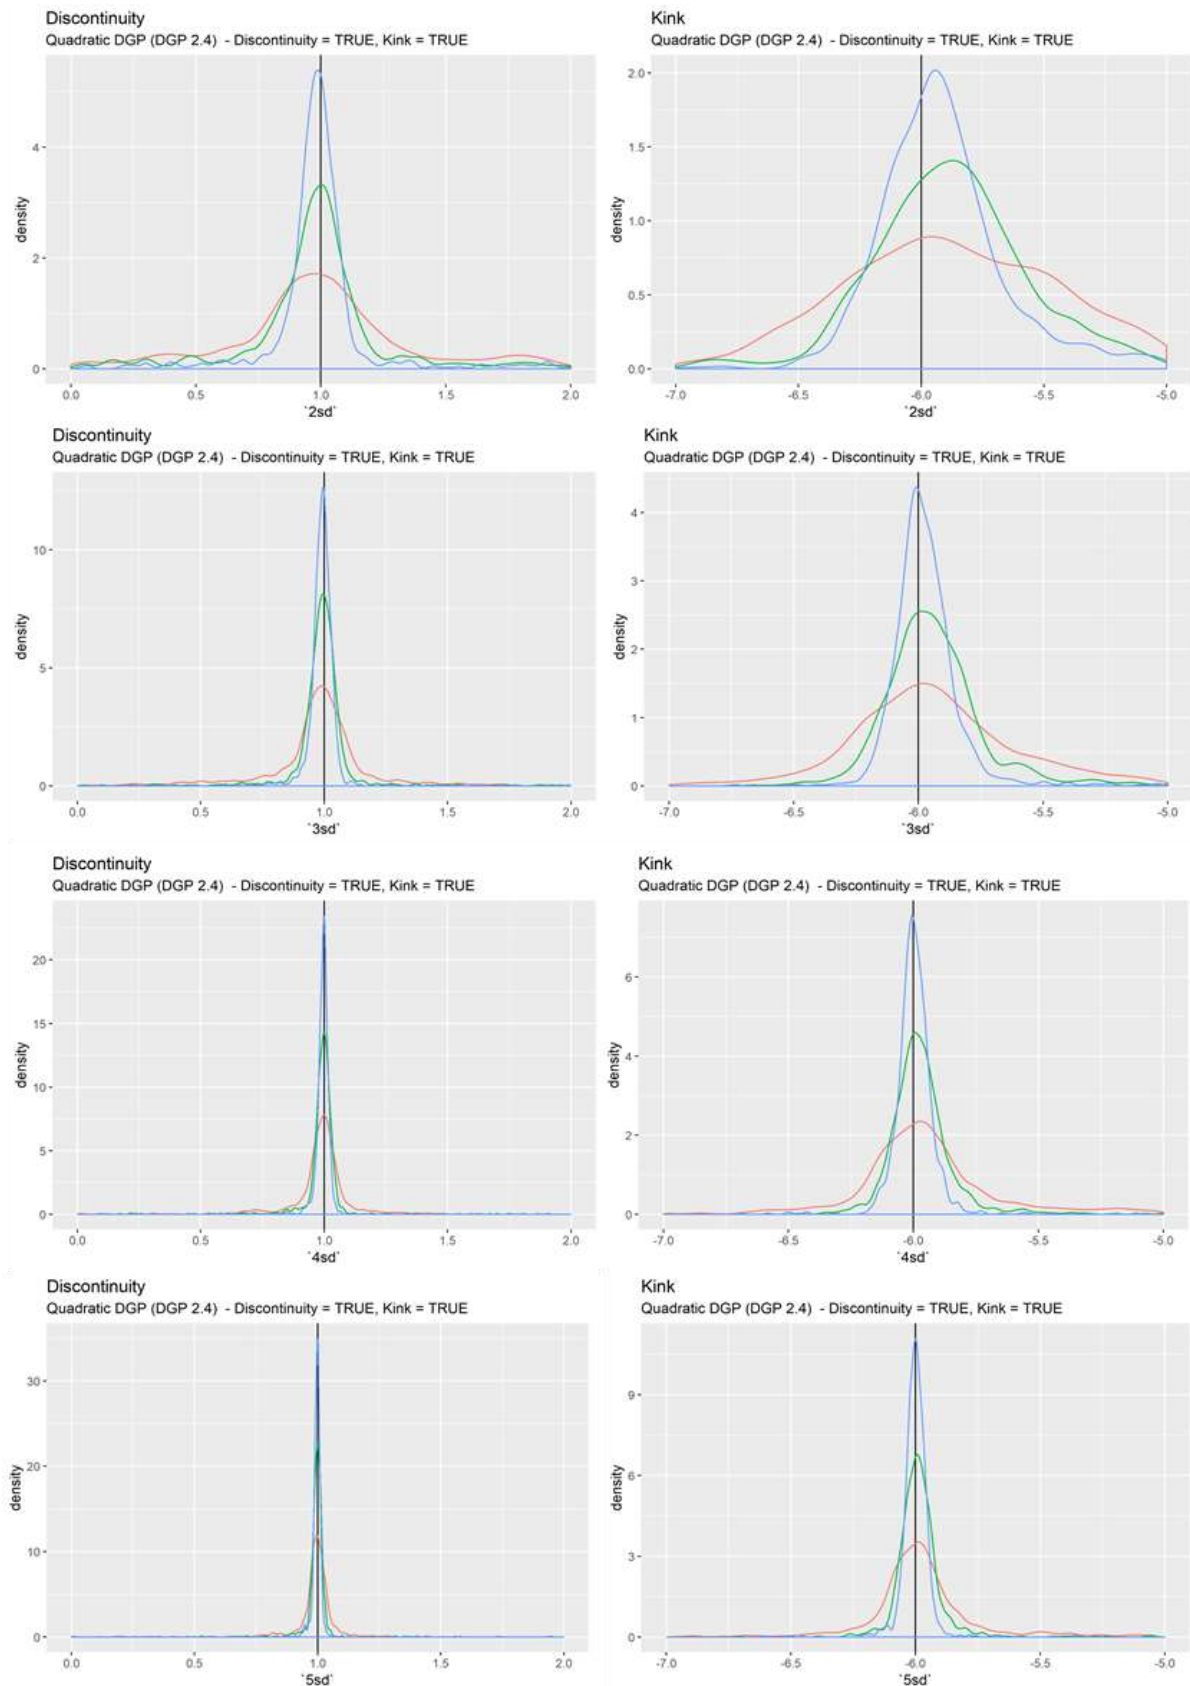 Discontinuity
Quadratic DGP (DGP 2.4)  - Discontinuity = TRUE, Kink = TRUE
density
4
2
0
0.0 0.5 1.0 1.5 2.0
`2sd`
Kink
Quadratic DGP (DGP 2.4)  - Discontinuity = TRUE, Kink = TRUE
density
2.0
1.5
1.0
0.5
0.0
-7.0 -6.5 -6.0 -5.5 -5.0
`2sd`
Discontinuity
Quadratic DGP (DGP 2.4)  - Discontinuity = TRUE, Kink = TRUE
density
10
5
0
0.0 0.5 1.0 1.5 2.0
`3sd`
Kink
Quadratic DGP (DGP 2.4)  - Discontinuity = TRUE, Kink = TRUE
density
4
3
2
1
0
-7.0 -6.5 -6.0 -5.5 -5.0
`3sd`
Discontinuity
Quadratic DGP (DGP 2.4)  - Discontinuity = TRUE, Kink = TRUE
density
20
15
10
5
0
0.0 0.5 1.0 1.5 2.0
`4sd`
Kink
Quadratic DGP (DGP 2.4)  - Discontinuity = TRUE, Kink = TRUE
density
6
4
2
0
-7.0 -6.5 -6.0 -5.5 -5.0
`4sd`
Discontinuity
Quadratic DGP (DGP 2.4)  - Discontinuity = TRUE, Kink = TRUE
density
30
20
10
0
0.0 0.5 1.0 1.5 2.0
`5sd`
Kink
Quadratic DGP (DGP 2.4)  - Discontinuity = TRUE, Kink = TRUE
density
9
6
3
0
-7.0 -6.5 -6.0 -5.5 -5.0
`5sd`